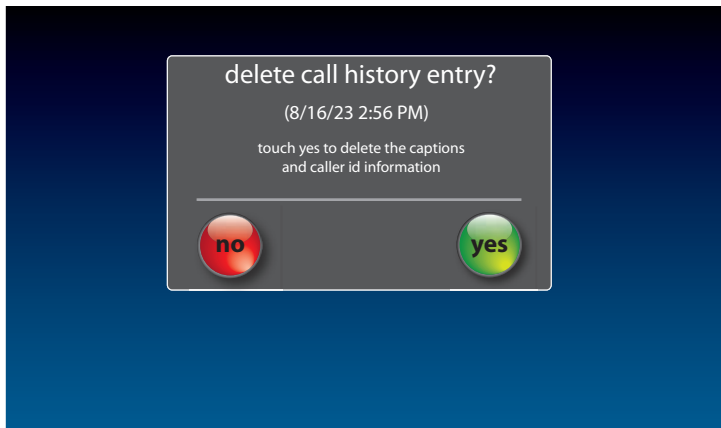 delete call history entry?
(8/16/23 2:56 PM)
touch yes to delete the captions
and caller id information
no
yes